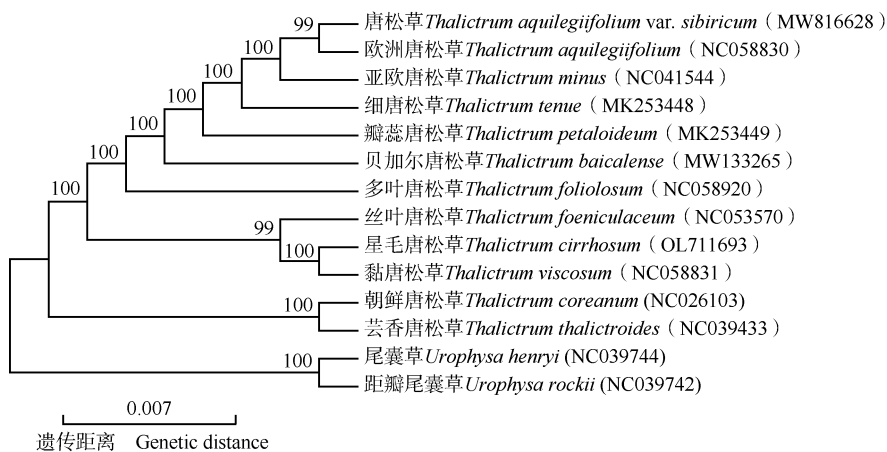 99
唐松草Thalictrum aquilegiifolium var. sibiricum（MW816628）
100
欧洲唐松草Thalictrum aquilegiifolium（NC058830）
100
亚欧唐松草Thalictrum minus（NC041544）
100
细唐松草Thalictrum tenue（MK253448）
100
瓣蕊唐松草Thalictrum petaloideum（MK253449）
100
贝加尔唐松草Thalictrum baicalense（MW133265）
100
多叶唐松草Thalictrum foliolosum（NC058920）
99
丝叶唐松草Thalictrum foeniculaceum（NC053570）
100
星毛唐松草Thalictrum cirrhosum（OL711693）
黏唐松草Thalictrum viscosum（NC058831）
100
朝鲜唐松草Thalictrum coreanum (NC026103)
芸香唐松草Thalictrum thalictroides（NC039433）
100
尾囊草Urophysa henryi (NC039744)
距瓣尾囊草Urophysa rockii (NC039742)
0.007
遗传距离 Genetic distance